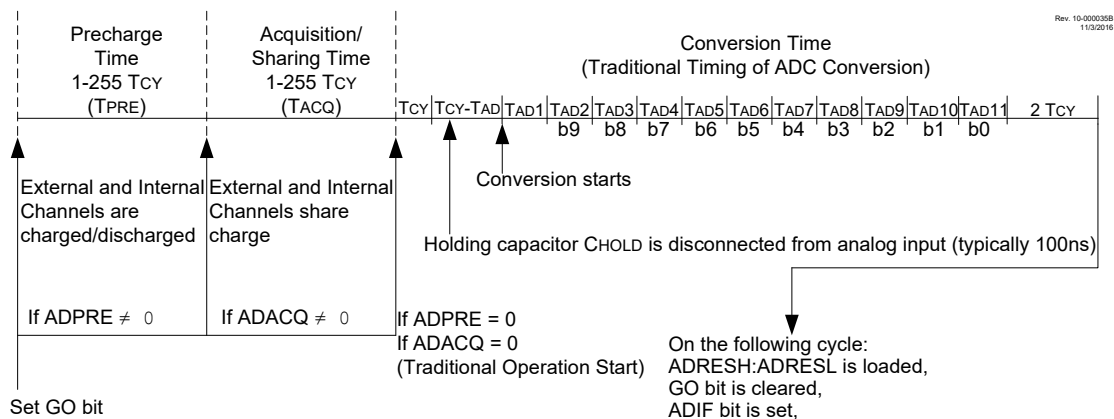 Rev. 10-000035B
11/3/2016
Precharge
Time
1-255 TCY
(TPRE)
Acquisition/
Sharing Time
1-255 TCY
(TACQ)
Conversion Time
(Traditional Timing of ADC Conversion)
TCY TCY-TAD TAD1 TAD2 TAD3 TAD4 TAD5 TAD6 TAD7 TAD8 TAD9 TAD10 TAD11 2 TCY
b9 b8 b7 b6 b5 b4 b3 b2 b1 b0
External and Internal
Channels are
charged/discharged
External and Internal
Channels share
charge
Conversion starts
Holding capacitor CHOLD is disconnected from analog input (typically 100ns)
If ADPRE ≠ 0
If ADACQ ≠ 0
If ADPRE = 0
If ADACQ = 0
(Traditional Operation Start)
Set GO bit
On the following cycle:
ADRESH:ADRESL is loaded,
GO bit is cleared,
ADIF bit is set,